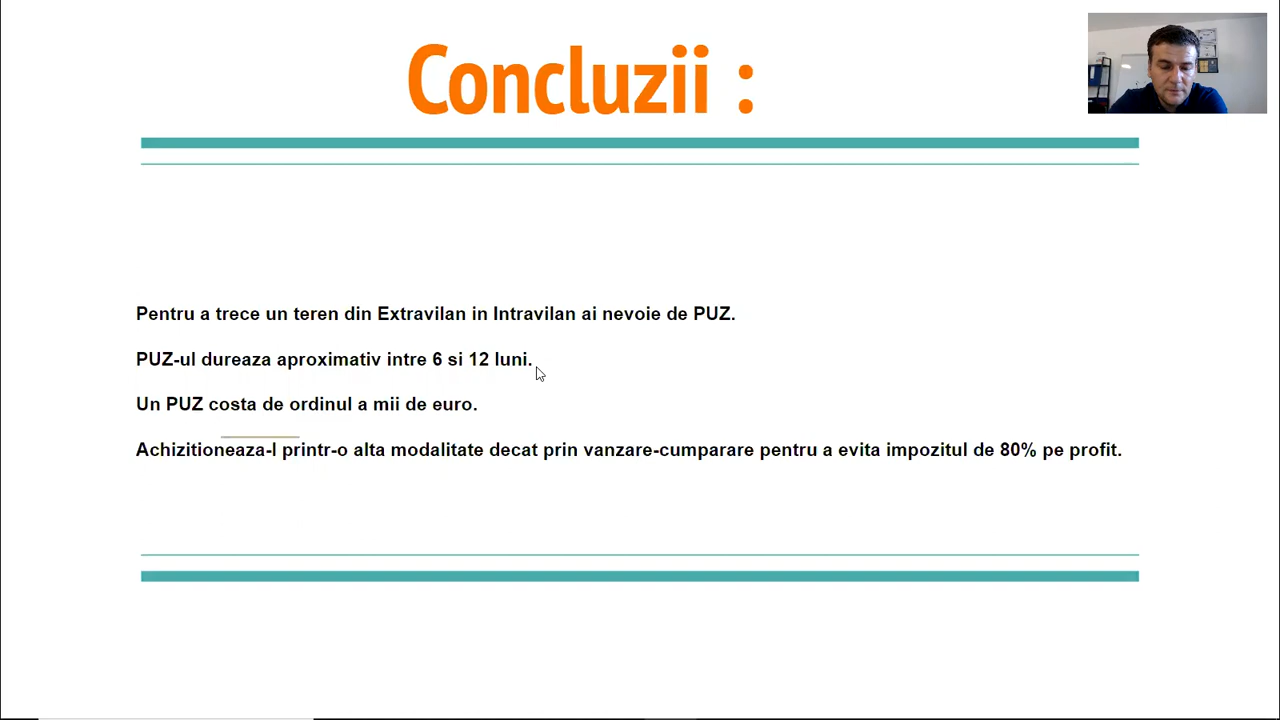 Concluzii :
Pentru a trece un teren din Extravilan in Intravilan ai nevoie de PUZ.
PUZ-ul dureaza aproximativ intre 6 si 12 luni.
Un PUZ costa de ordinul a mii de euro.
Achizitioneaza-l printr-o alta modalitate decat prin vanzare-cumparare pentru a evita impozitul de 80% pe profit.